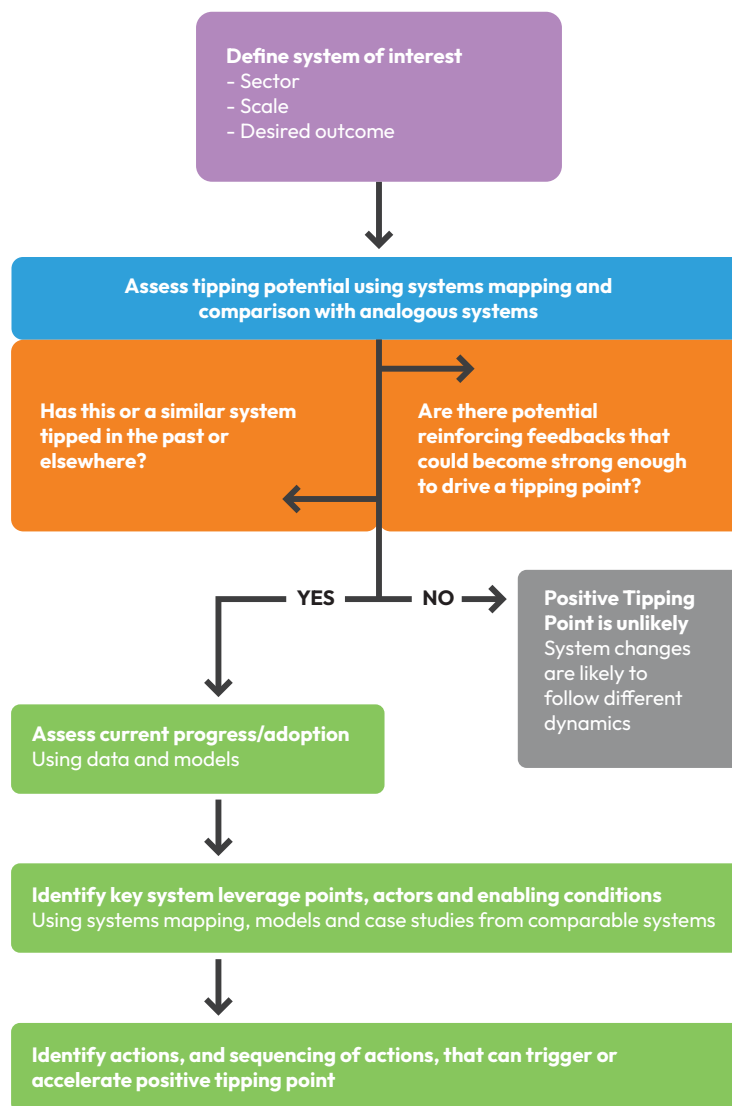 Define system of interest
- Sector
- Scale
- Desired outcome
Assess tipping potential using systems mapping and
comparison with analogous systems
Has this or a similar system
tipped in the past or
elsewhere?
Are there potential
reinforcing feedbacks that
could become strong enough
to drive a tipping point?
YES
NO
Positive Tipping
Point is unlikely
System changes
are likely to
follow different
dynamics
Assess current progress/adoption
Using data and models
Identify key system leverage points, actors and enabling conditions
Using systems mapping, models and case studies from comparable systems
Identify actions, and sequencing of actions, that can trigger or
accelerate positive tipping point